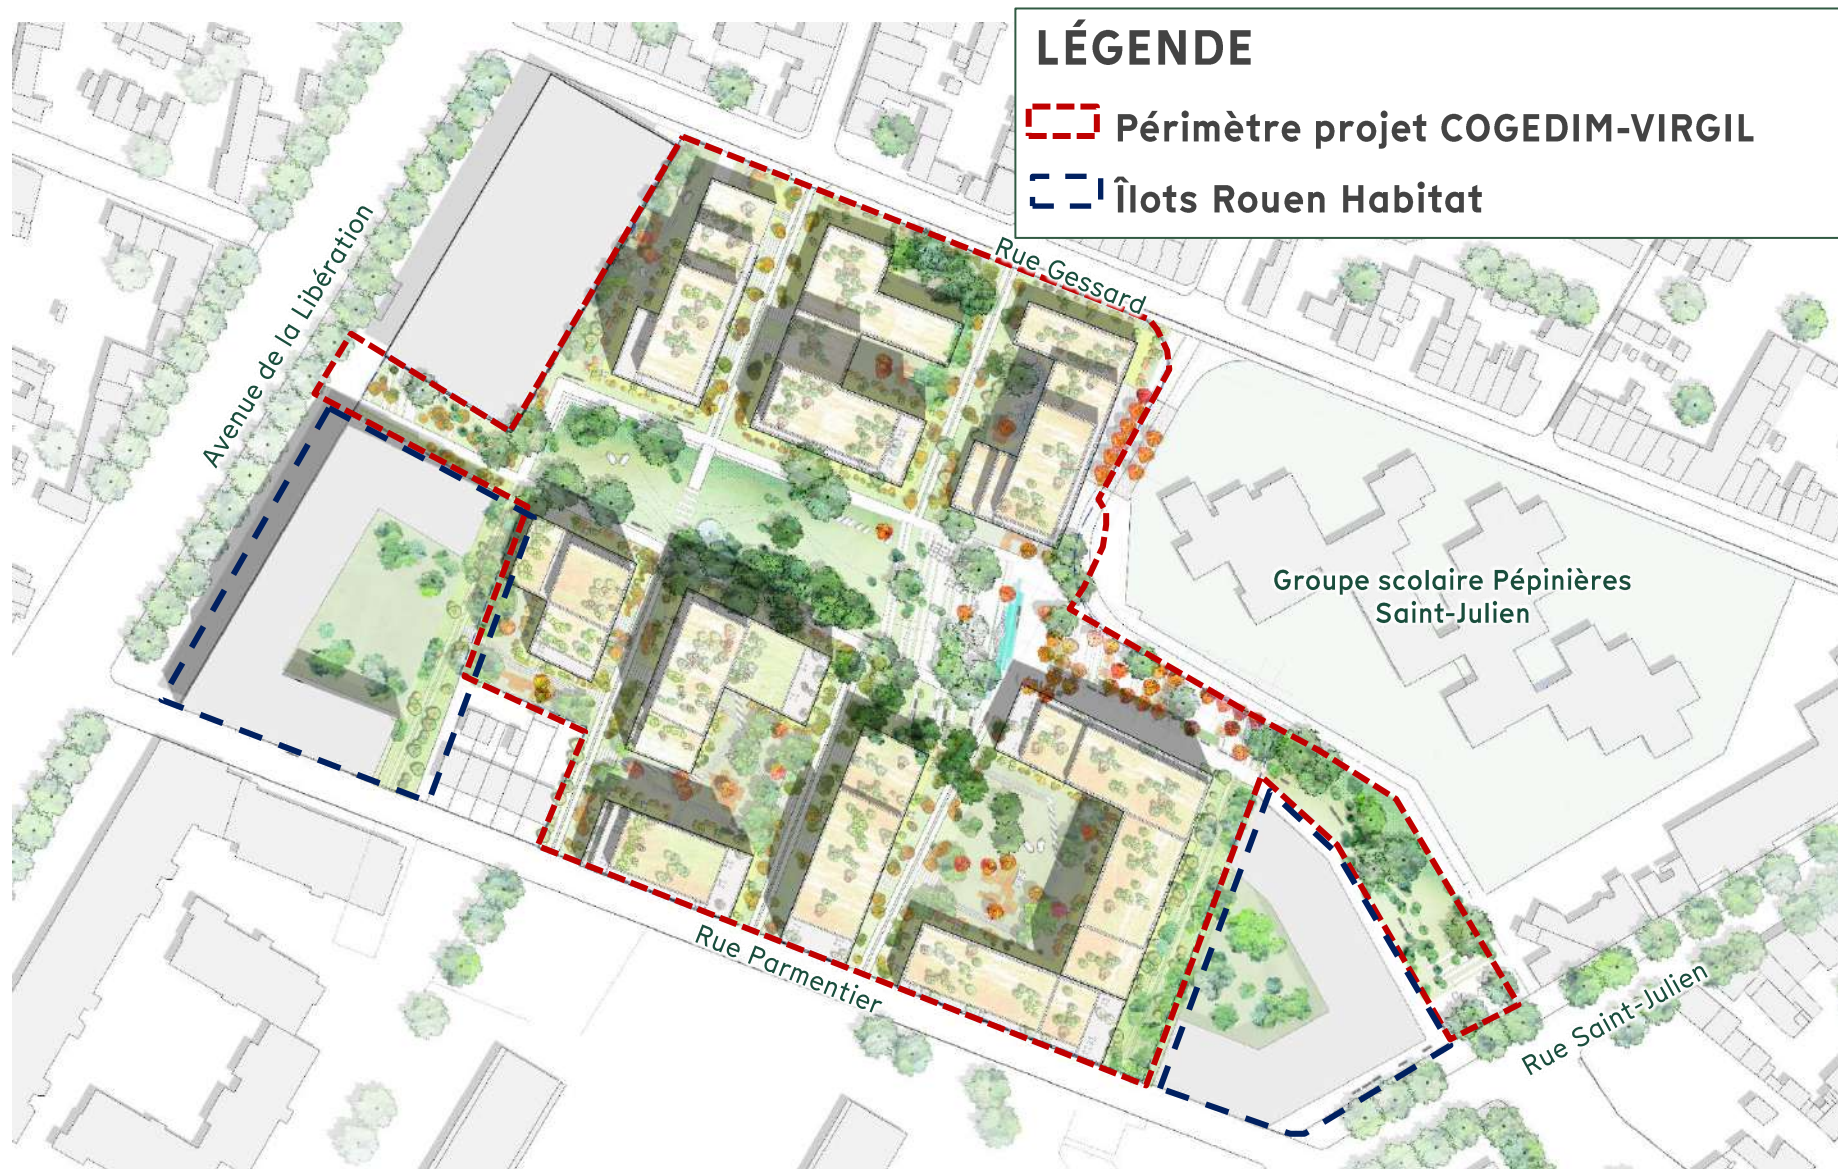 LÉGENDE
Périmètre projet COGEDIM-VIRGIL
Îlots Rouen Habitat
Rue Gessard
Avenue de la Libération
Groupe scolaire Pépinières
Saint-Julien
Rue Parmentier
Rue Saint-Julien